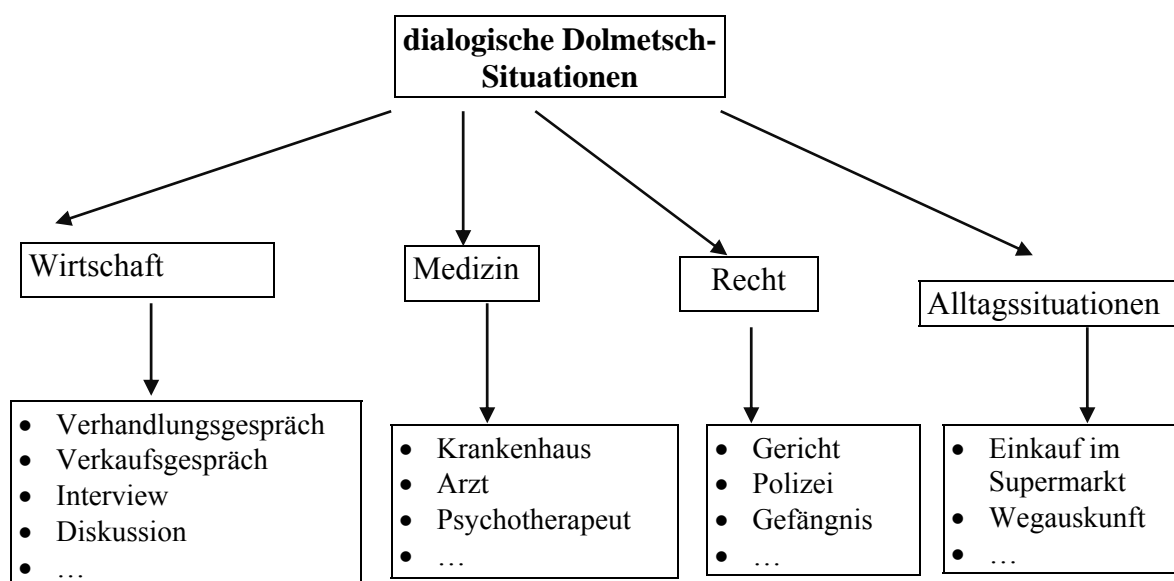 dialogische Dolmetsch-
Situationen
Wirtschaft
Medizin
Recht
Alltagssituationen
• Verhandlungsgespräch
• Verkaufsgespräch
• Interview
• Diskussion
• …
• Krankenhaus
• Arzt
• Psychotherapeut
• …
• Gericht
• Polizei
• Gefängnis
• …
• Einkauf im
Supermarkt
• Wegauskunft
• …